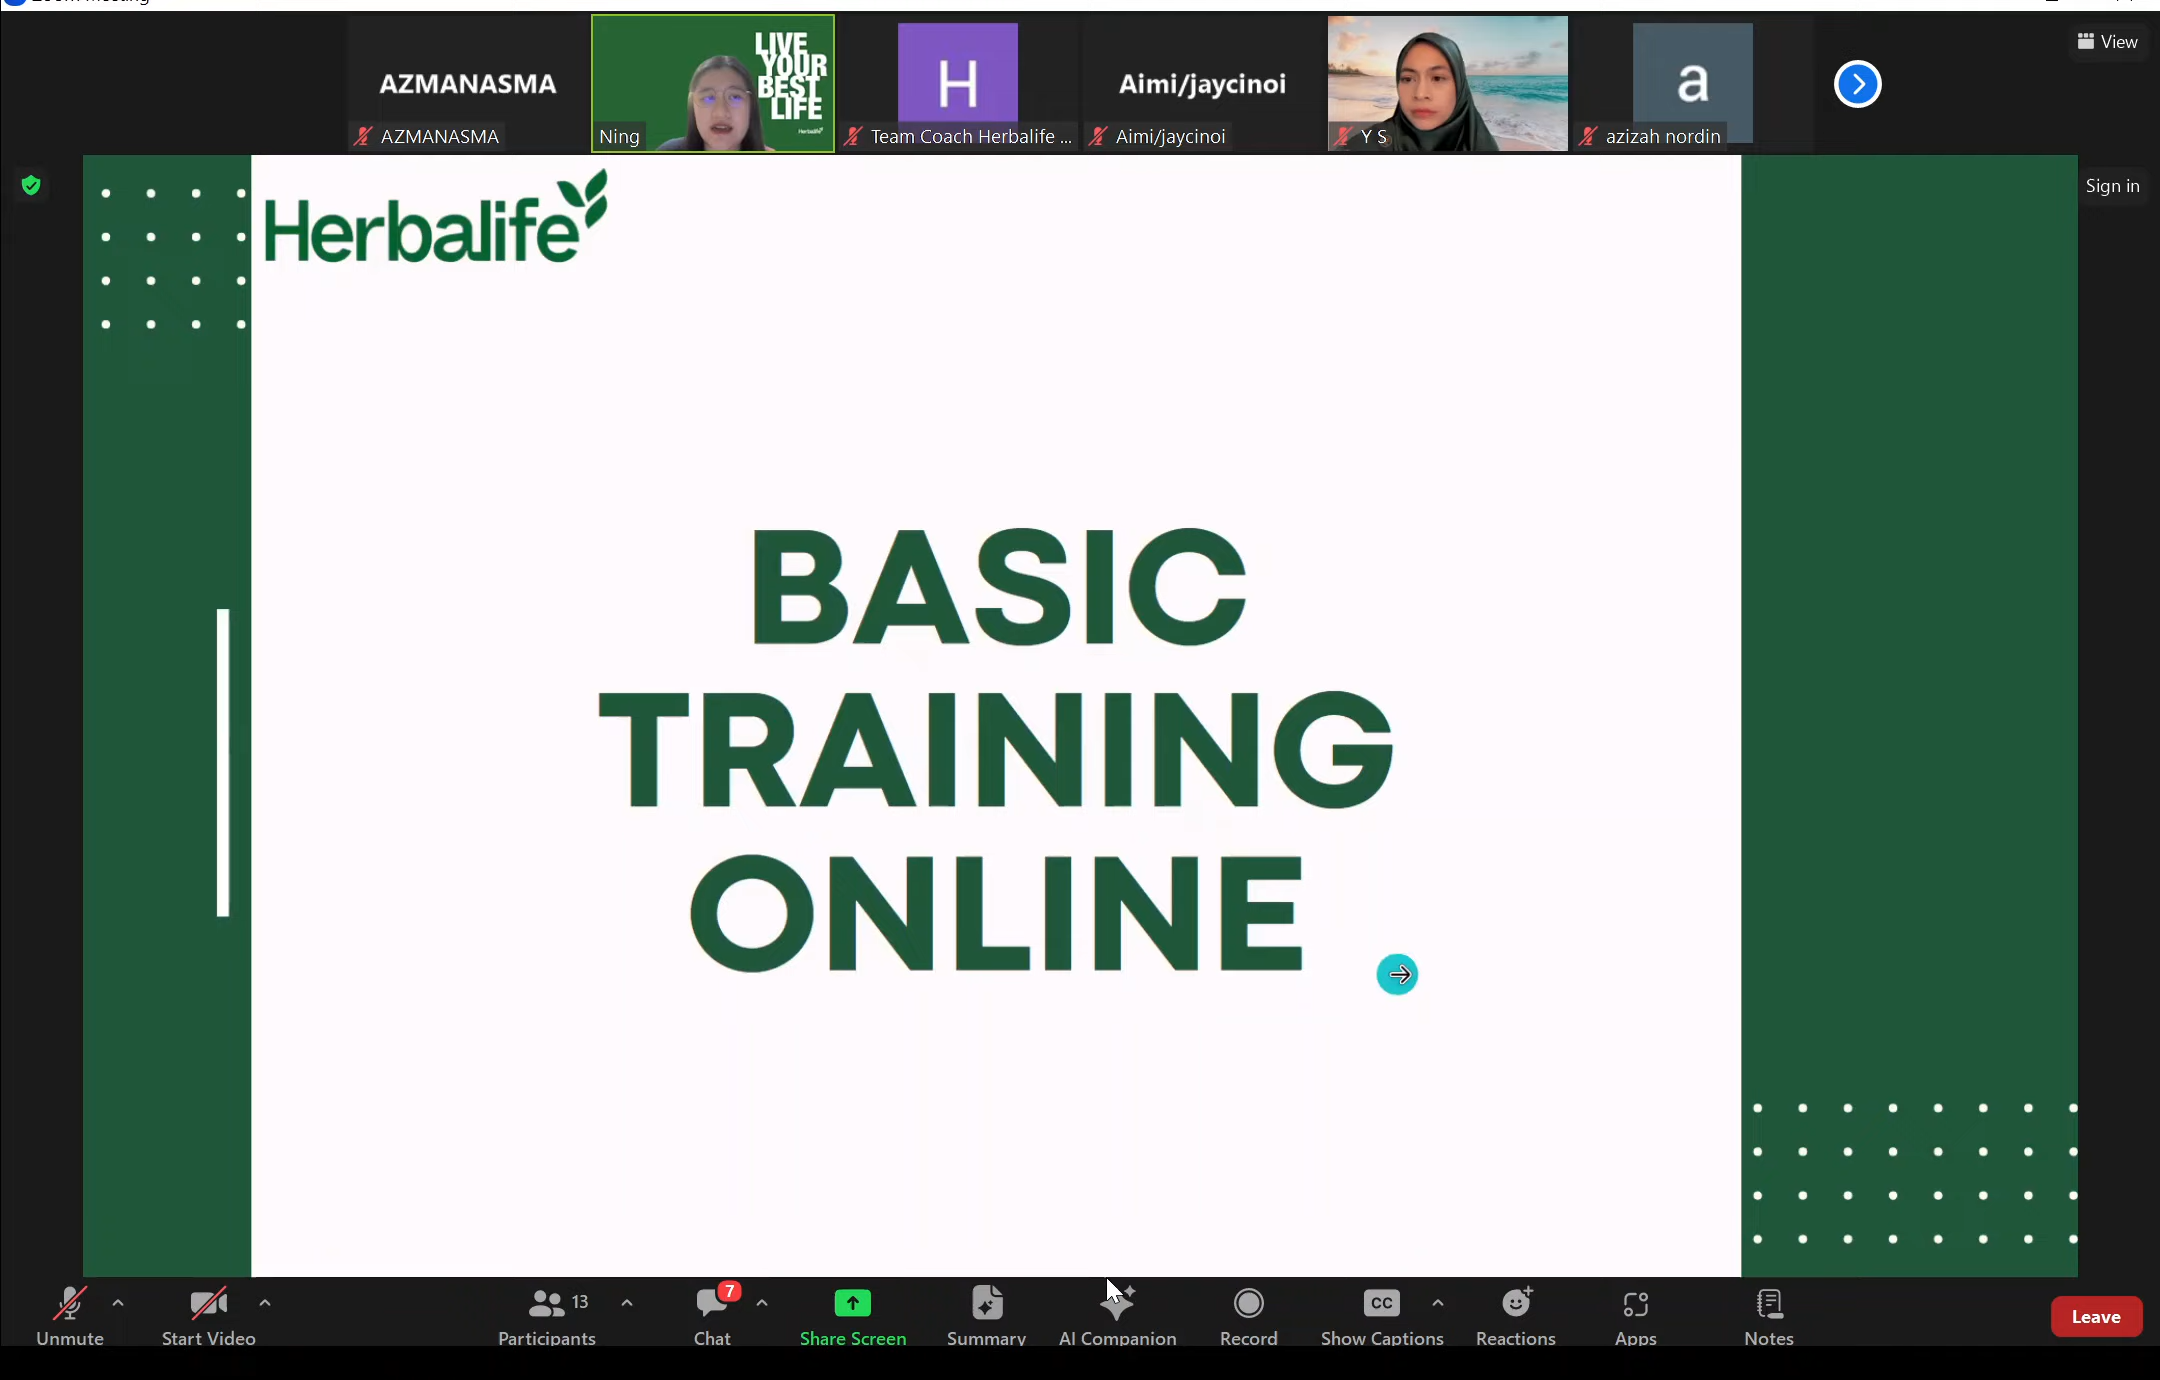 View
AZMANASMA
AZMANASMA
LIVE
YOUR
BEST
LIFE
Herbalife
Ning
H
Team Coach Herbalife ...
Aimi/jaycinoi
Aimi/jaycinoi
Y S
a
azizah nordin
Sign in
Herbalife
BASIC
TRAINING
ONLINE
Unmute
Start Video
13
Participants
7
Chat
Share Screen
Summary
AI Companion
Record
CC
Show Captions
Reactions
Apps
Notes
Leave